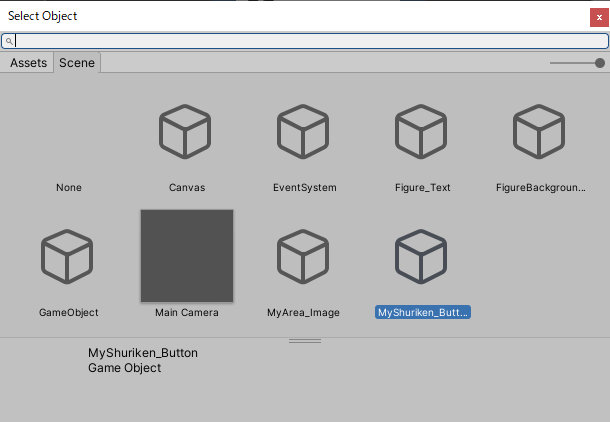 Select Object
x
Assets Scene
None Canvas EventSystem Figure_Text FigureBackgroun...
GameObject Main Camera MyArea_Image MyShuriken_Butt...
MyShuriken_Button
Game Object